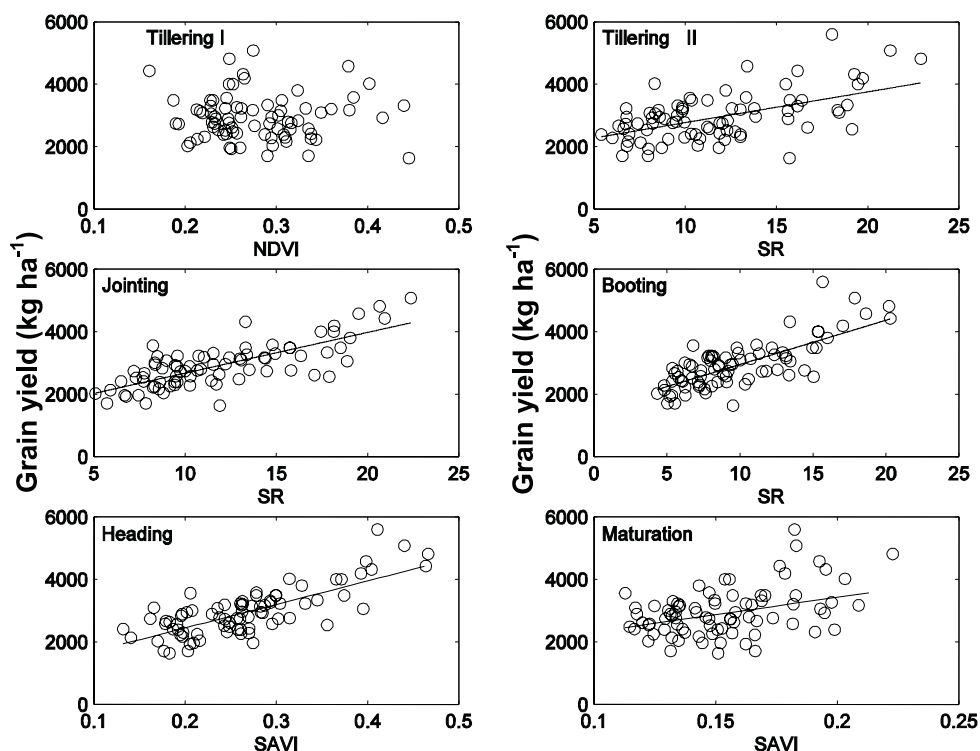 6000
4000
2000
0
Tillering I
0.1 0.2 0.3 0.4 0.5
NDVI
6000
4000
2000
0
Tillering II
5 10 15 20 25
SR
Grain yield (kg ha⁻¹)
6000
4000
2000
0
Jointing
5 10 15 20 25
SR
Grain yield (kg ha⁻¹)
6000
4000
2000
0
Booting
0 5 10 15 20 25
SR
6000
4000
2000
0
Heading
0.1 0.2 0.3 0.4 0.5
SAVI
6000
4000
2000
0
Maturation
0.1 0.15 0.2 0.25
SAVI